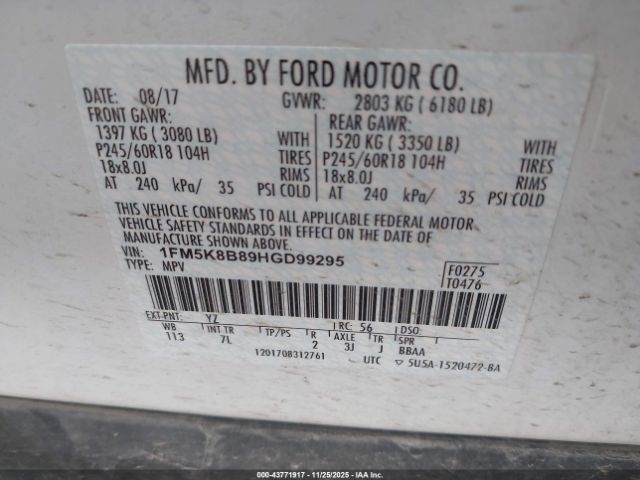 MFD. BY FORD MOTOR CO.
DATE: 08/17 GVWR: 2803 KG ( 6180 LB)
FRONT GAWR: REAR GAWR:
1397 KG ( 3080 LB) WITH 1520 KG ( 3350 LB) WITH
P245/60R18 104H TIRES P245/60R18 104H TIRES
18x8.0J RIMS 18x8.0J RIMS
AT 240 kPa/ 35 PSI COLD AT 240 kPa/ 35 PSI COLD
THIS VEHICLE CONFORMS TO ALL APPLICABLE FEDERAL MOTOR
VEHICLE SAFETY STANDARDS IN EFFECT ON THE DATE OF
MANUFACTURE SHOWN ABOVE.
VIN: 1FM5K8B89HGD99295
TYPE: MPV
F0275
T0476
EXT-PNT: YZ RC: 56 DSO:
WB INT TR TP/PS R AXLE TR SPR
113 7L 2 3J J BBAA
1201708312761 UTC ▽ 5U5A-1520472-BA
000-43771917 - 11/25/2025 - IAAI.COM